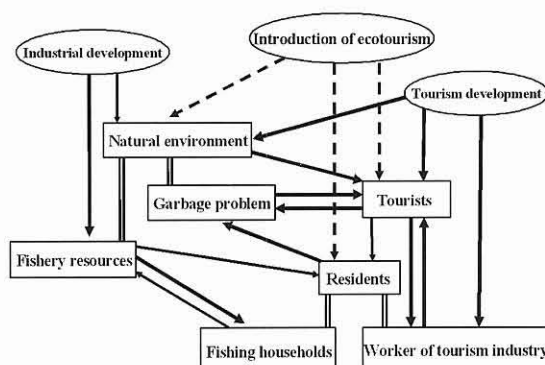 Introduction of ecotourism
Industrial development
Tourism development
Natural environment
Garbage problem
Tourists
Fishery resources
Residents
Fishing households
Worker of tourism industry